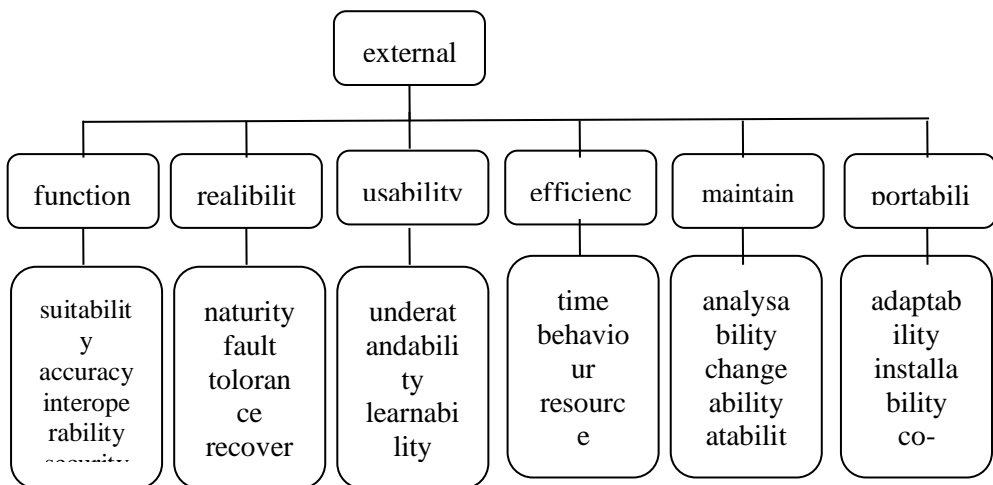 external
function
realibilit
usability
efficienc
maintain
portabili
suitabilit
y
accuracy
interope
rability
security
naturity
fault
toloran
ce
recover
underat
andabili
ty
learnabi
lity
time
behavio
ur
resourc
e
analysa
bility
change
ability
atabilit
adaptab
ility
installa
bility
co-